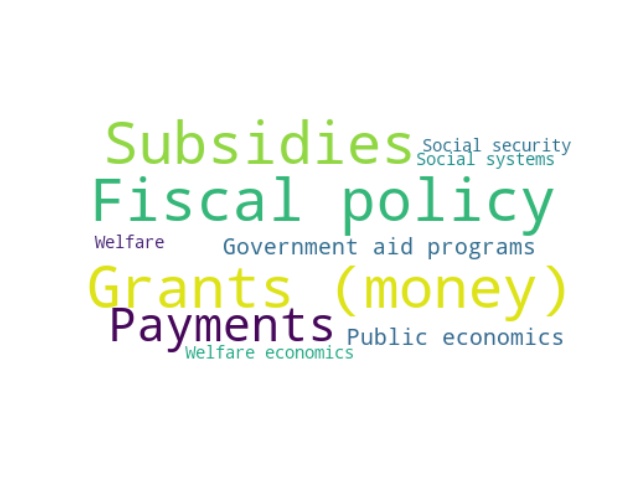 Subsidies
Social security
Social systems
Fiscal policy
Welfare
Government aid programs
Grants (money)
Payments
Public economics
Welfare economics